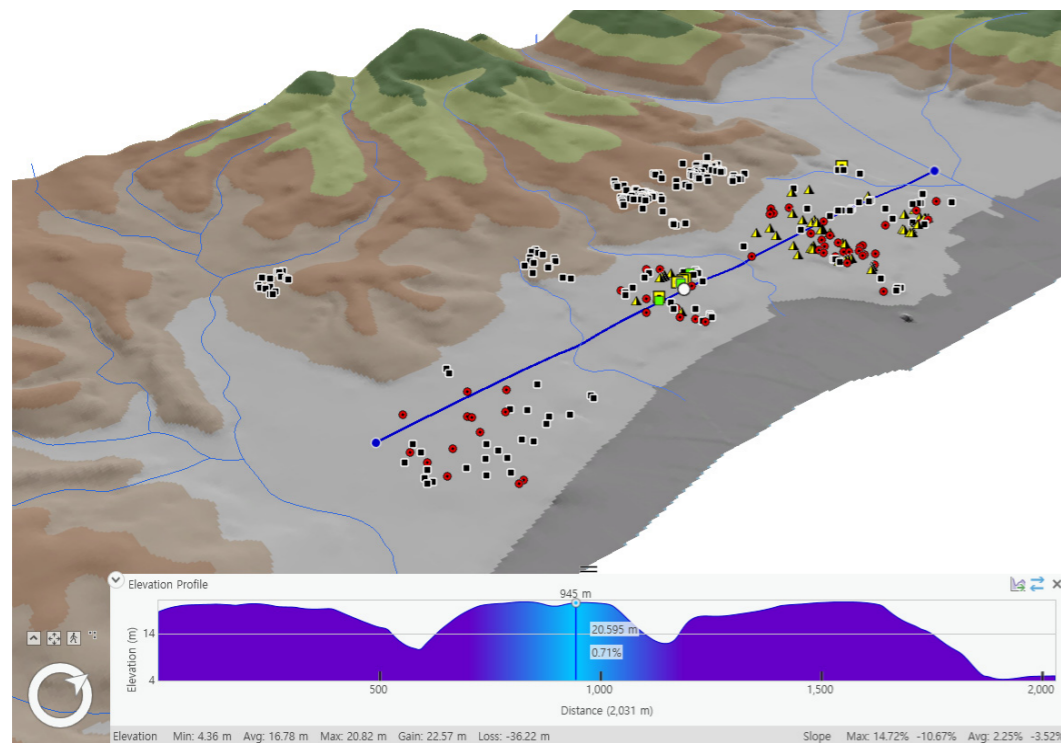 Elevation Profile
945 m
Elevation (m)
14
4
20.595 m
0.71%
500
1,000
1,500
2,000
Distance (2,031 m)
Elevation Min: 4.36 m Avg: 16.78 m Max: 20.82 m Gain: 22.57 m Loss: -36.22 m Slope Max: 14.72% -10.67% Avg: 2.25% -3.52%